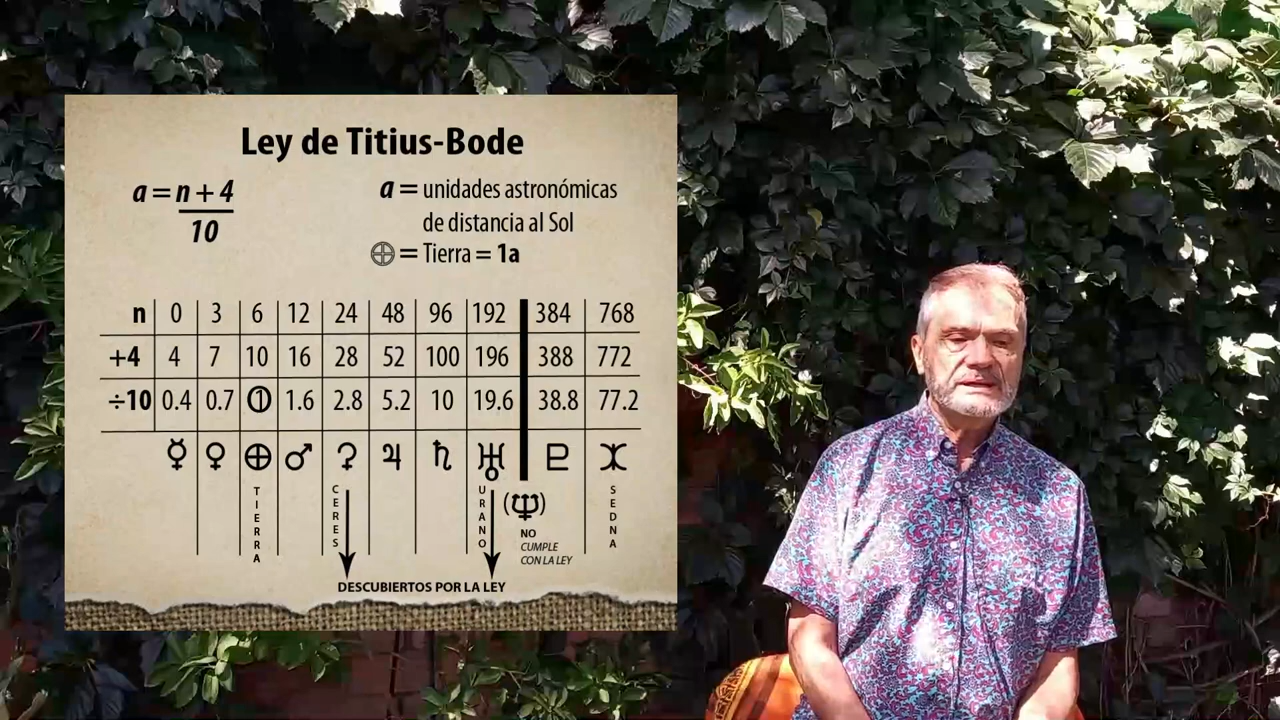 Ley de Titius-Bode
a = n + 4
10
a = unidades astronómicas
de distancia al Sol
⊕ = Tierra = 1a
n 0 3 6 12 24 48 96 192 384 768
+4 4 7 10 16 28 52 100 196 388 772
÷10 0.4 0.7 1 1.6 2.8 5.2 10 19.6 38.8 77.2
☿ ♀ ⊕ ♂ ⚳ ♃ ♄ ♅ ♇ ⯲
TIERRA
CERES
URANO
(♆)
NO
CUMPLE
CON LA LEY
SEDNA
DESCUBIERTOS POR LA LEY